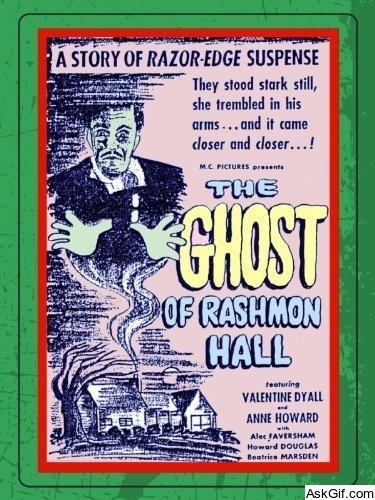 A STORY OF RAZOR-EDGE SUSPENSE
They stood stark still,
she trembled in his
arms...and it came
closer and closer...!
M.C. PICTURES presents
THE
GHOST
OF RASHMON
HALL
featuring
VALENTINE DYALL
and
ANNE HOWARD
with
Alec FAVERSHAM
Howard DOUGLAS
Beatrice MARSDEN
AskGif.com